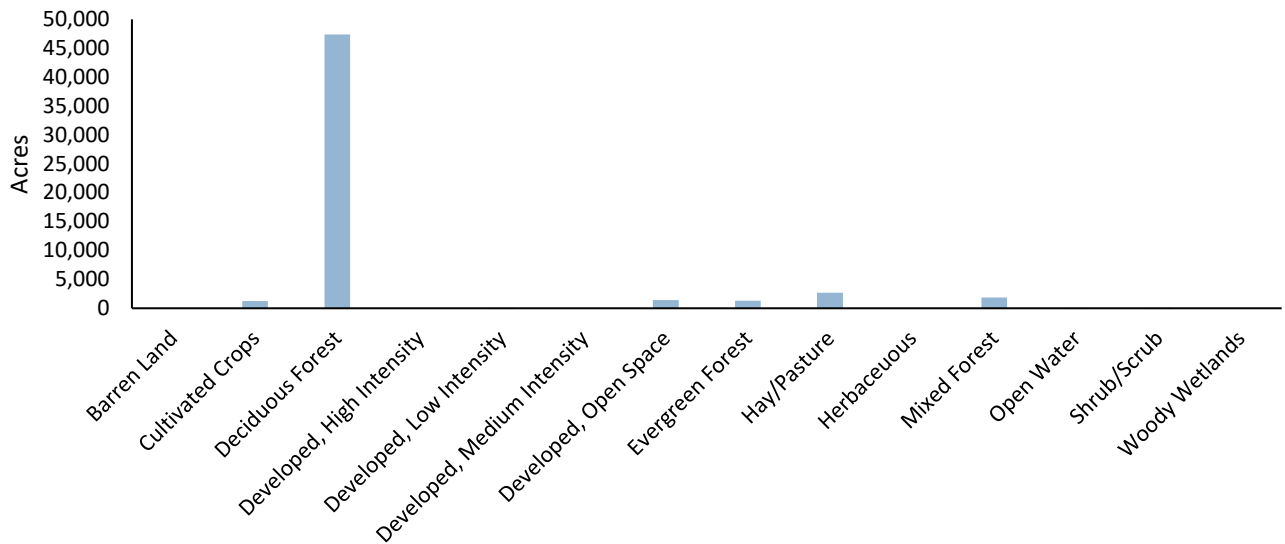 50,000
45,000
40,000
35,000
30,000
25,000
20,000
15,000
10,000
5,000
0
Acres
Barren Land
Cultivated Crops
Deciduous Forest
Developed, High Intensity
Developed, Low Intensity
Developed, Medium Intensity
Developed, Open Space
Evergreen Forest
Hay/Pasture
Herbaceuous
Mixed Forest
Open Water
Shrub/Scrub
Woody Wetlands